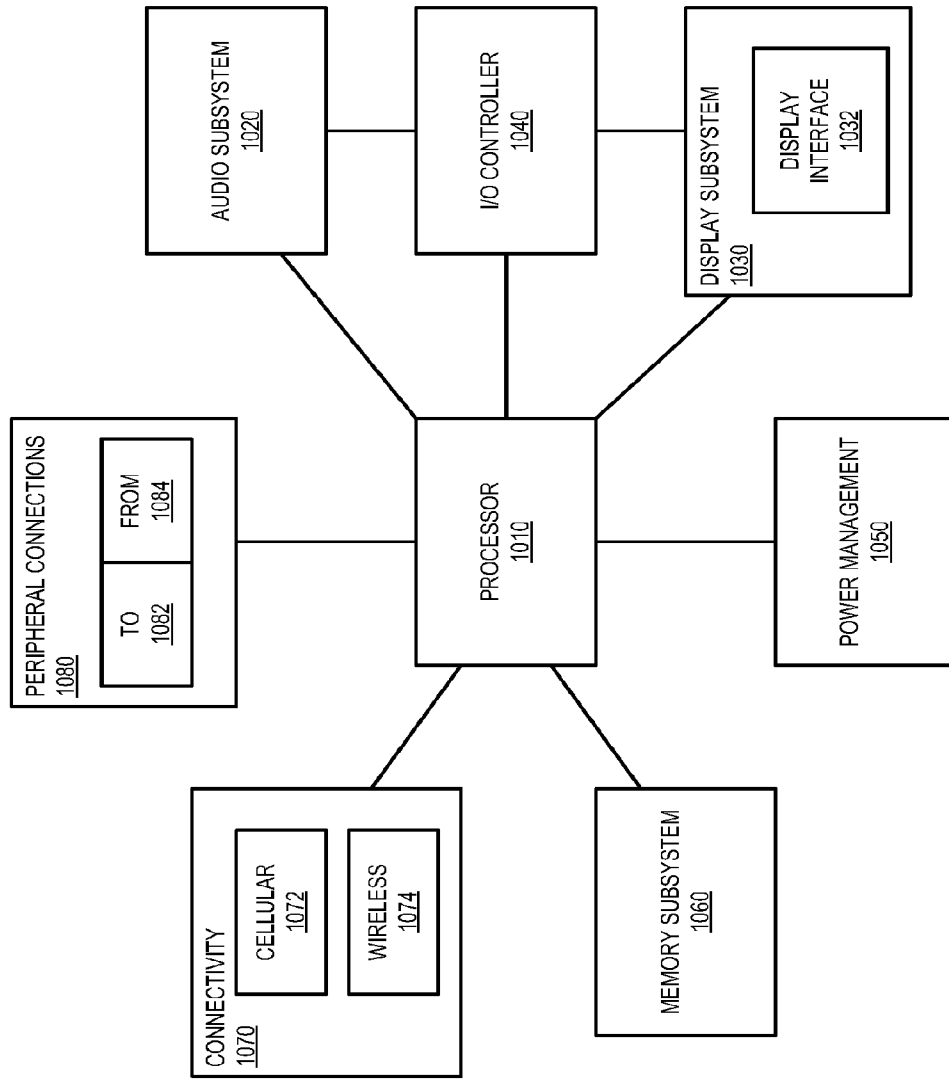 CONNECTIVITY
1070
CELLULAR
1072
WIRELESS
1074
PERIPHERAL CONNECTIONS
1080
TO
1082
FROM
1084
AUDIO SUBSYSTEM
1020
MEMORY SUBSYSTEM
1060
PROCESSOR
1010
I/O CONTROLLER
1040
POWER MANAGEMENT
1050
DISPLAY SUBSYSTEM
1030
DISPLAY
INTERFACE
1032